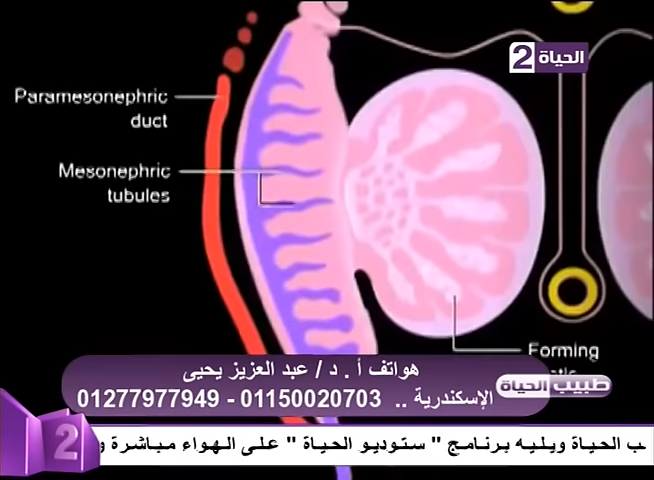 الحياة 2
Paramesonephric
duct
Mesonephric
tubules
Forming
هواتف أ . د / عبد العزيز يحيى
الإسكندرية .. 01150020703 - 01277977949
طبيب الحياة
ب الحياة ويليه برنامج " ستوديو الحياة " على الهواء مباشرة و
2